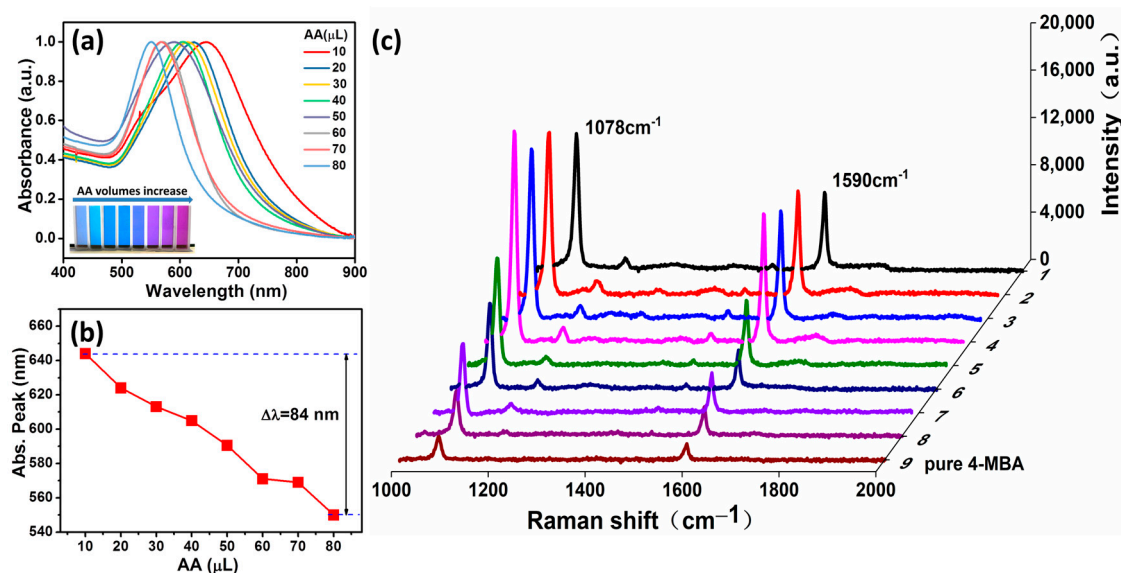 (a)
AA(μL)
10
20
30
40
50
60
70
80
AA volumes increase
Absorbance (a.u.)
1.0
0.8
0.6
0.4
0.2
0.0
400 500 600 700 800 900
Wavelength (nm)
(b)
Abs. Peak (nm)
660
640
620
600
580
560
540
Δλ=84 nm
10 20 30 40 50 60 70 80
AA (μL)
(c)
20,000
16,000
12,000
8,000
4,000
0
Intensity (a.u.)
1078cm⁻¹
1590cm⁻¹
1
2
3
4
5
6
7
8
9 pure 4-MBA
1000 1200 1400 1600 1800 2000
Raman shift (cm⁻¹)